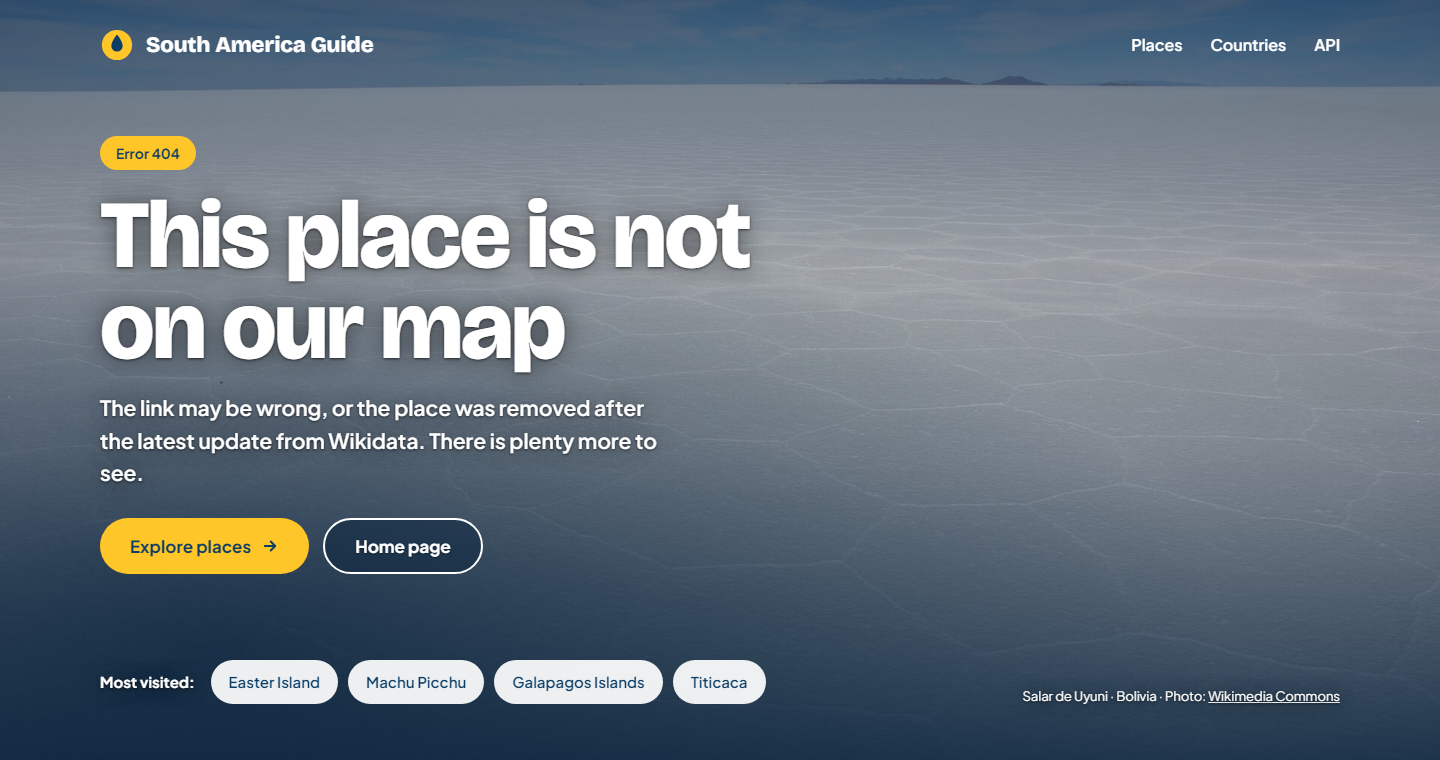 South America Guide
Places Countries API
Error 404
This place is not
on our map
The link may be wrong, or the place was removed after
the latest update from Wikidata. There is plenty more to
see.
Explore places → Home page
Most visited: Easter Island Machu Picchu Galapagos Islands Titicaca
Salar de Uyuni · Bolivia · Photo: Wikimedia Commons